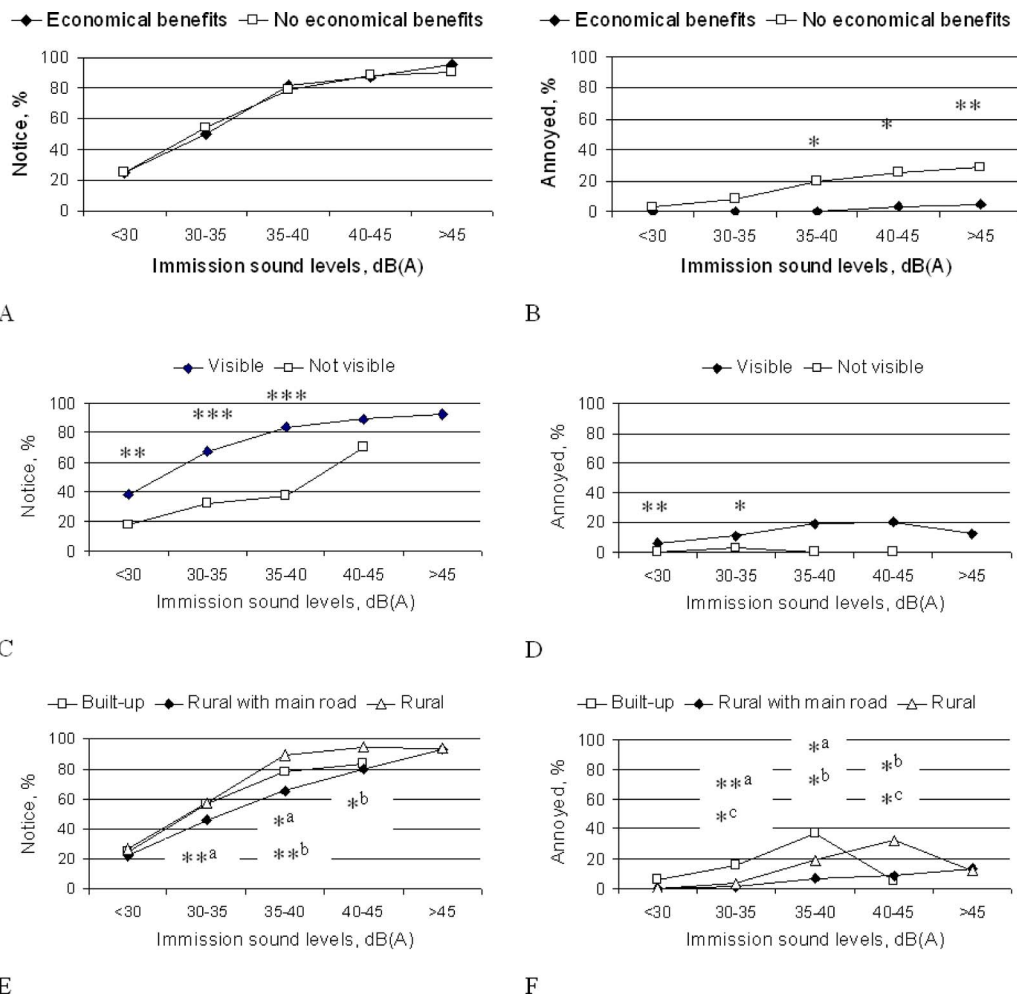 Economical benefits No economical benefits
Notice, %
100
80
60
40
20
0
<30 30-35 35-40 40-45 >45
Immission sound levels, dB(A)
A
Economical benefits No economical benefits
Annoyed, %
100
80
60
40
20
0
* * **
<30 30-35 35-40 40-45 >45
Immission sound levels, dB(A)
B
Visible Not visible
Notice, %
100
80
60
40
20
0
** *** ***
<30 30-35 35-40 40-45 >45
Immission sound levels, dB(A)
C
Visible Not visible
Annoyed, %
100
80
60
40
20
0
** *
<30 30-35 35-40 40-45 >45
Immission sound levels, dB(A)
D
Built-up Rural with main road Rural
Notice, %
100
80
60
40
20
0
*b
*a
**a **b
<30 30-35 35-40 40-45 >45
Immission sound levels, dB(A)
E
Built-up Rural with main road Rural
Annoyed, %
100
80
60
40
20
0
*a
*b
**a *b
*c
*c
<30 30-35 35-40 40-45 >45
Immission sound levels, dB(A)
F